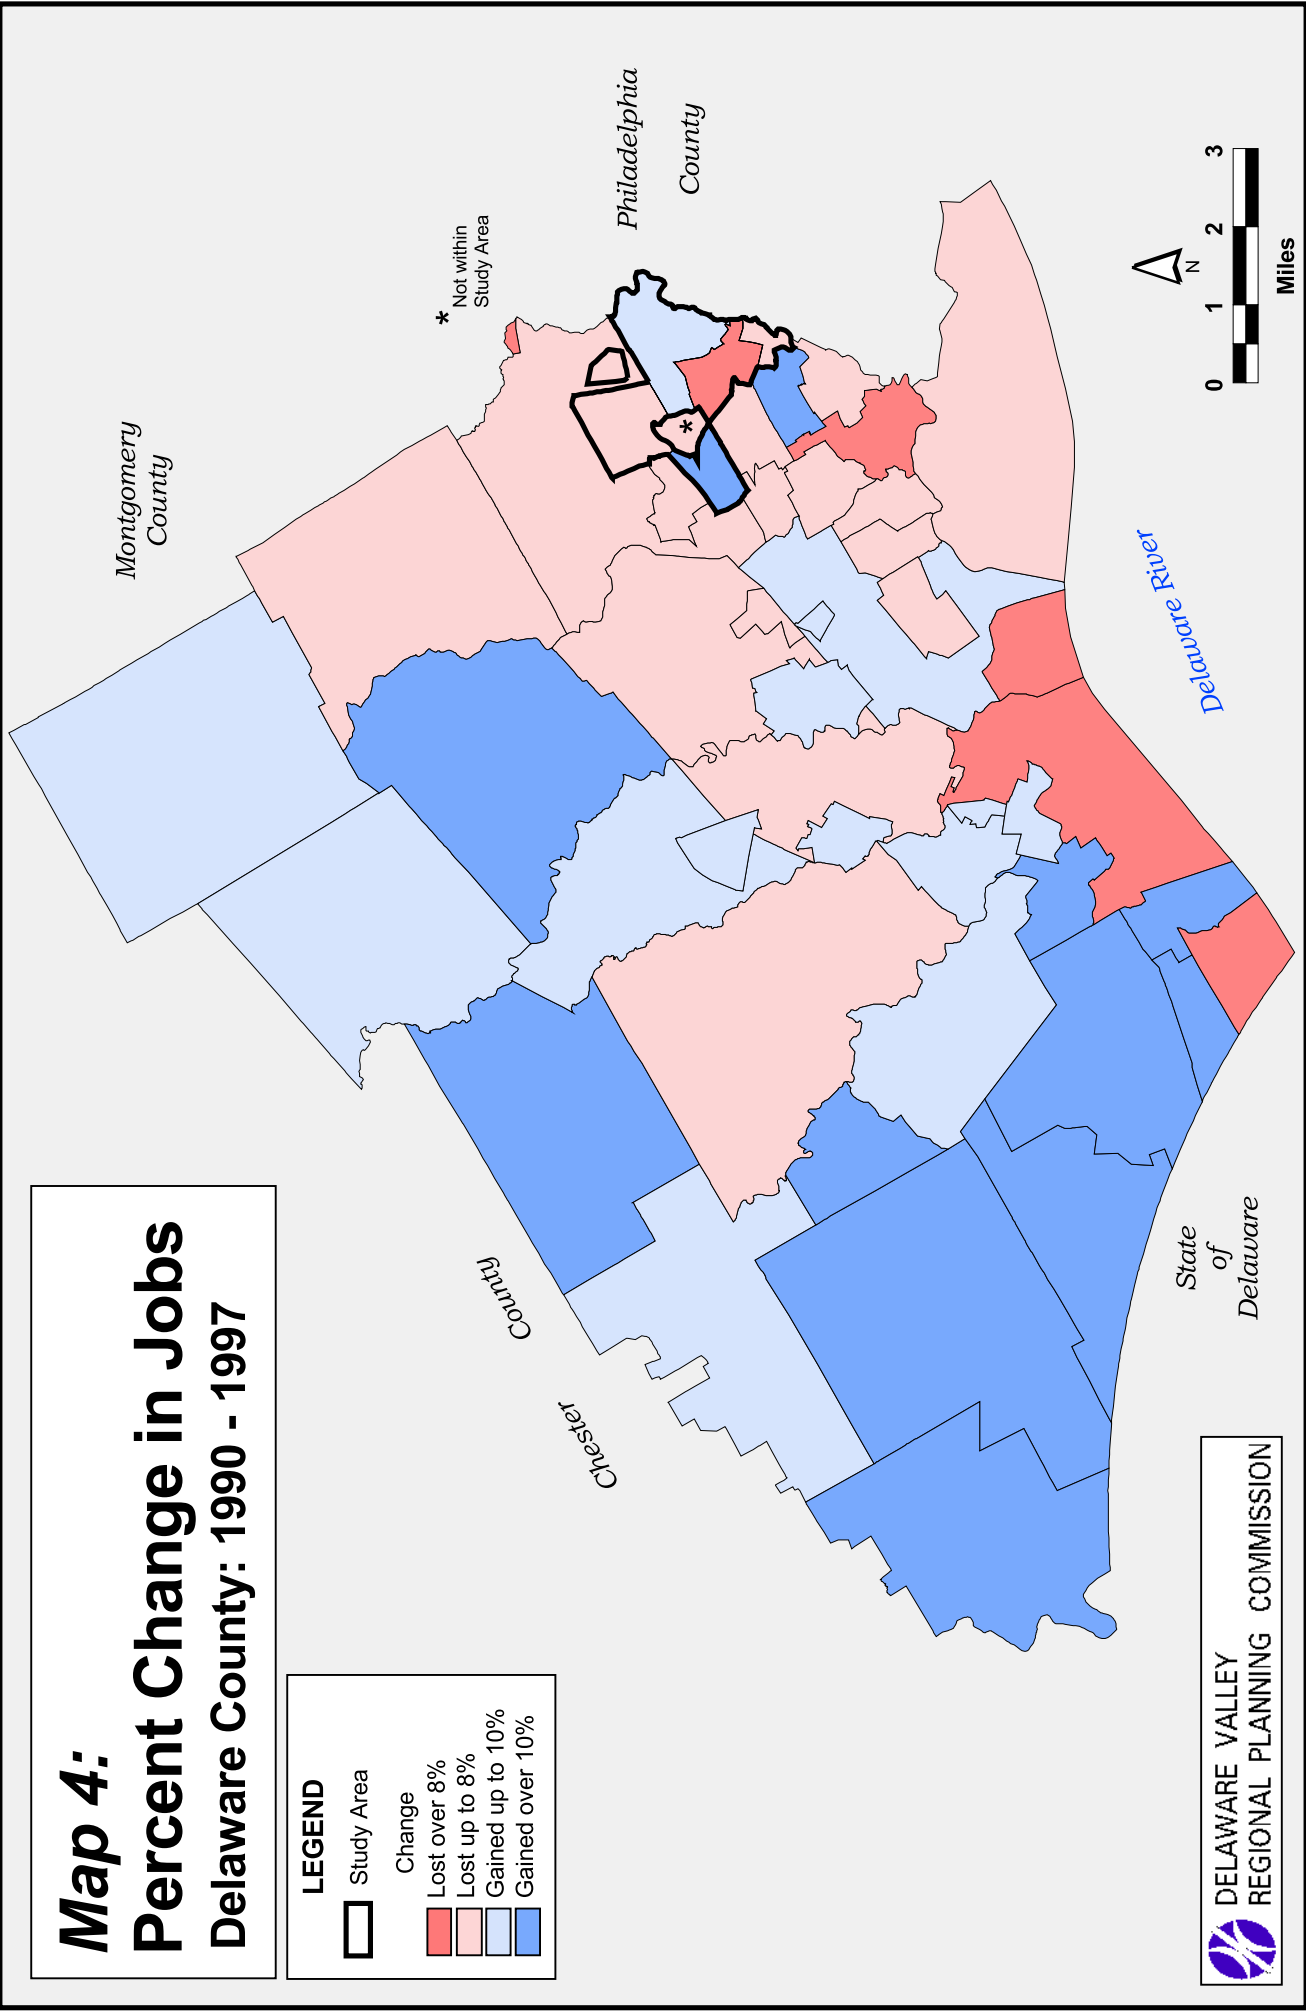 Map 4:
Percent Change in Jobs
Delaware County: 1990 - 1997
LEGEND
Study Area
Change
Lost over 8%
Lost up to 8%
Gained up to 10%
Gained over 10%
Montgomery
County
* Not within
Study Area
Philadelphia
County
*
Chester
County
Delaware River
State
of
Delaware
N
0 1 2 3
Miles
DELAWARE VALLEY
REGIONAL PLANNING COMMISSION